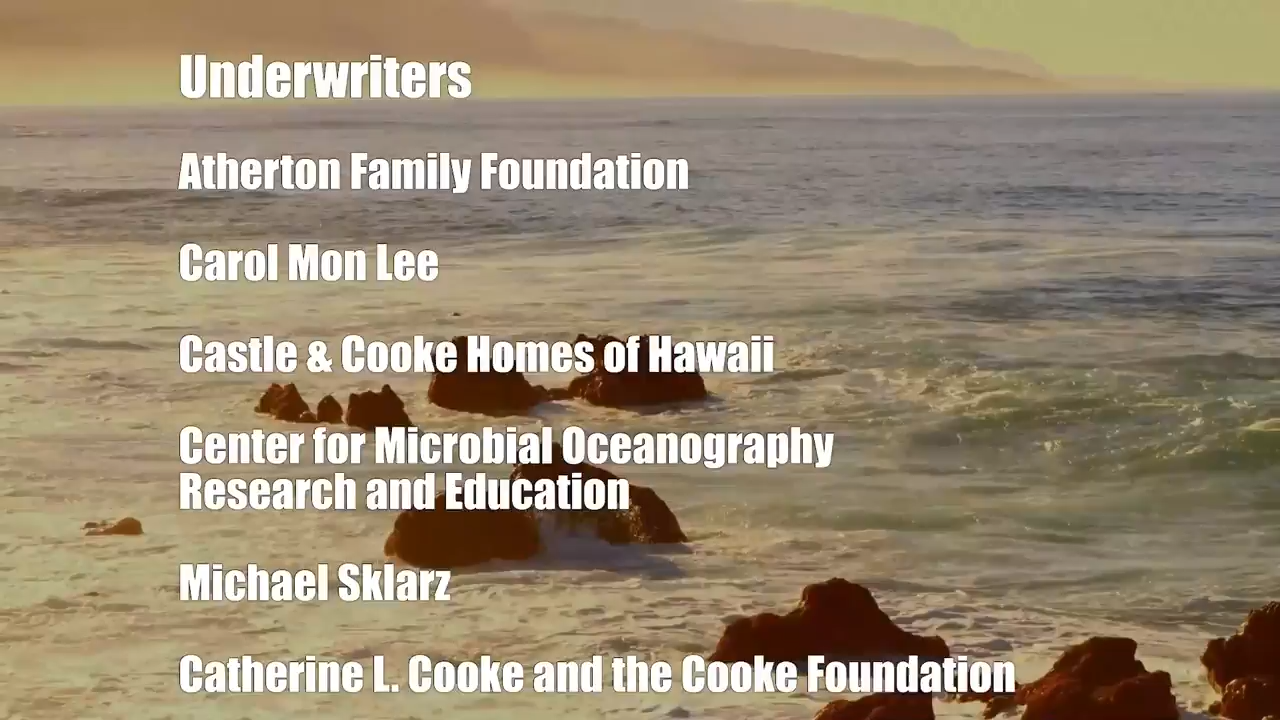 Underwriters
Atherton Family Foundation
Carol Mon Lee
Castle & Cooke Homes of Hawaii
Center for Microbial Oceanography
Research and Education
Michael Sklarz
Catherine L. Cooke and the Cooke Foundation